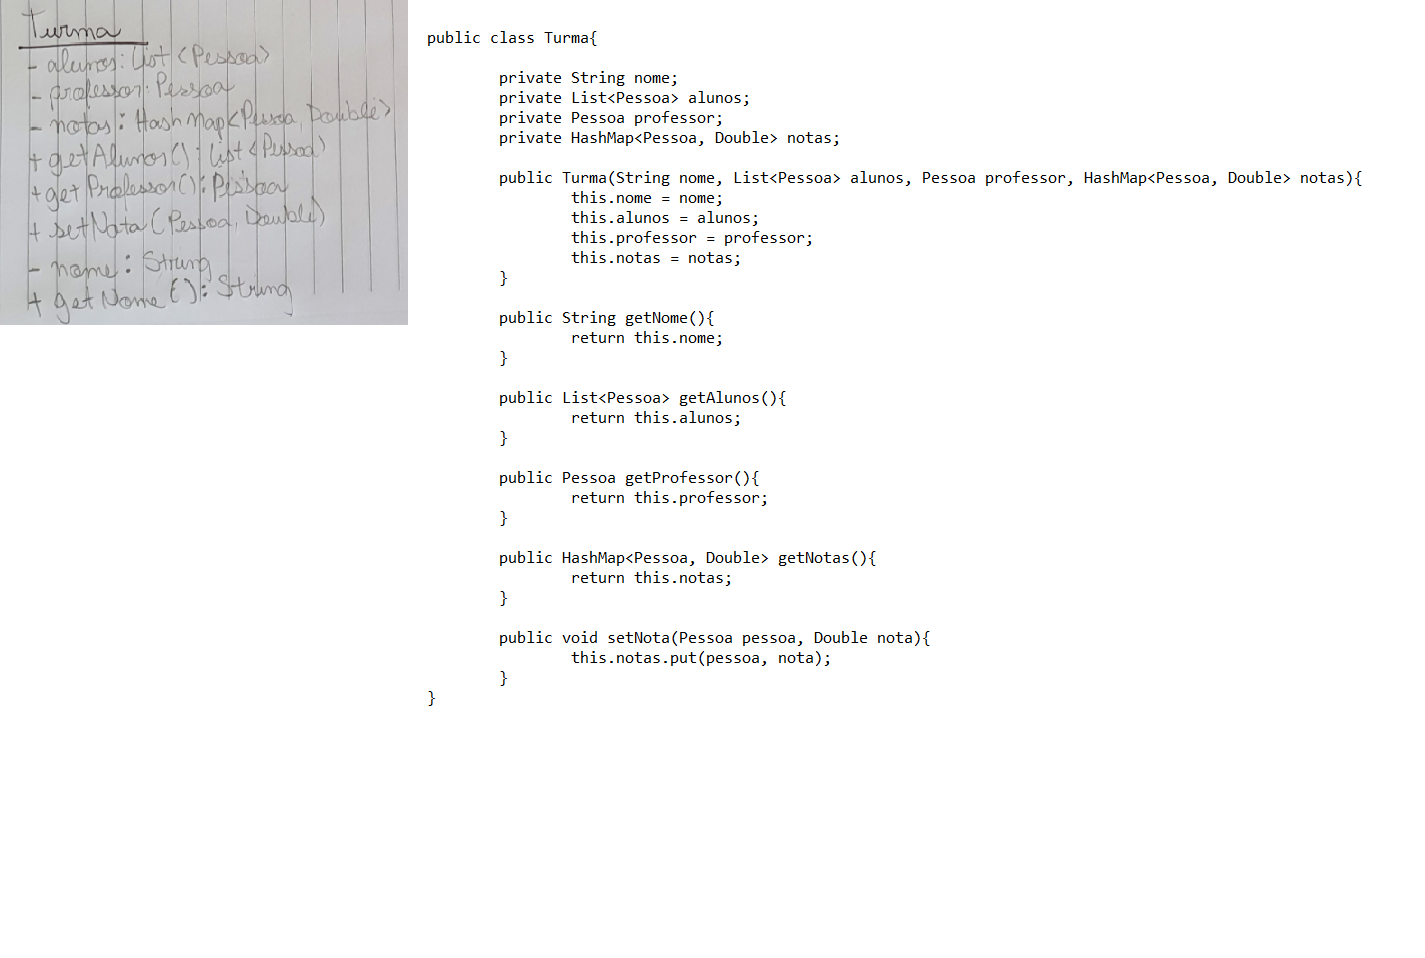 Turma
- alunos: List <Pessoa>
- professor: Pessoa
- notas: HashMap<Pessoa, Double>
+ getAlunos(): List <Pessoa>
+ getProfessor(): Pessoa
+ setNota (Pessoa, Double)
- nome: String
+ getNome (): String
public class Turma{
private String nome;
private List<Pessoa> alunos;
private Pessoa professor;
private HashMap<Pessoa, Double> notas;
public Turma(String nome, List<Pessoa> alunos, Pessoa professor, HashMap<Pessoa, Double> notas){
this.nome = nome;
this.alunos = alunos;
this.professor = professor;
this.notas = notas;
}
public String getNome(){
return this.nome;
}
public List<Pessoa> getAlunos(){
return this.alunos;
}
public Pessoa getProfessor(){
return this.professor;
}
public HashMap<Pessoa, Double> getNotas(){
return this.notas;
}
public void setNota(Pessoa pessoa, Double nota){
this.notas.put(pessoa, nota);
}
}